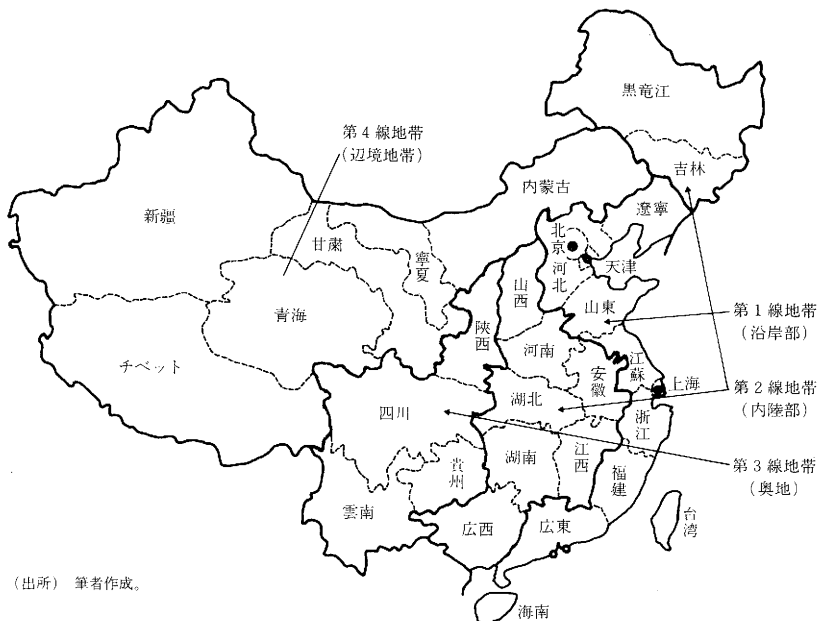 黒竜江
吉林
第4線地帯
(辺境地帯)
内蒙古
遼寧
新疆
甘粛
北京
寧夏
河北
天津
山西
山東
青海
第1線地帯
(沿岸部)
陝西
河南
江蘇
チベット
安徽
上海
第2線地帯
(内陸部)
四川
湖北
浙江
第3線地帯
(奥地)
湖南
江西
貴州
福建
雲南
広西
広東
台湾
(出所) 筆者作成。
海南